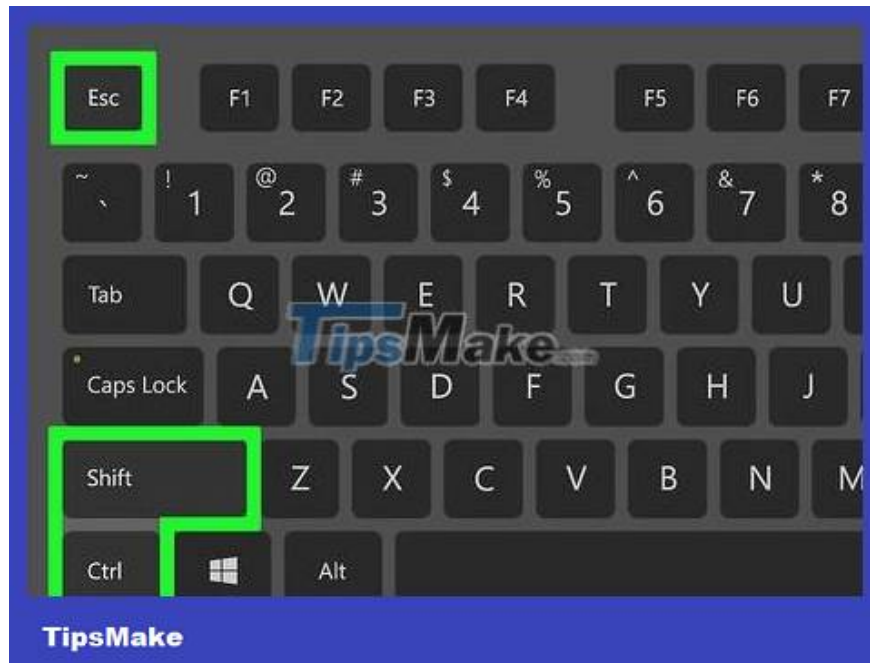 Esc F1 F2 F3 F4 F5 F6 F7
~ ` ! 1 @ 2 # 3 $ 4 % 5 ^ 6 & 7 * 8
Tab Q W E R T Y U
TipsMake.com
Caps Lock A S D F G H J
Shift Z X C V B N M
Ctrl Alt
TipsMake